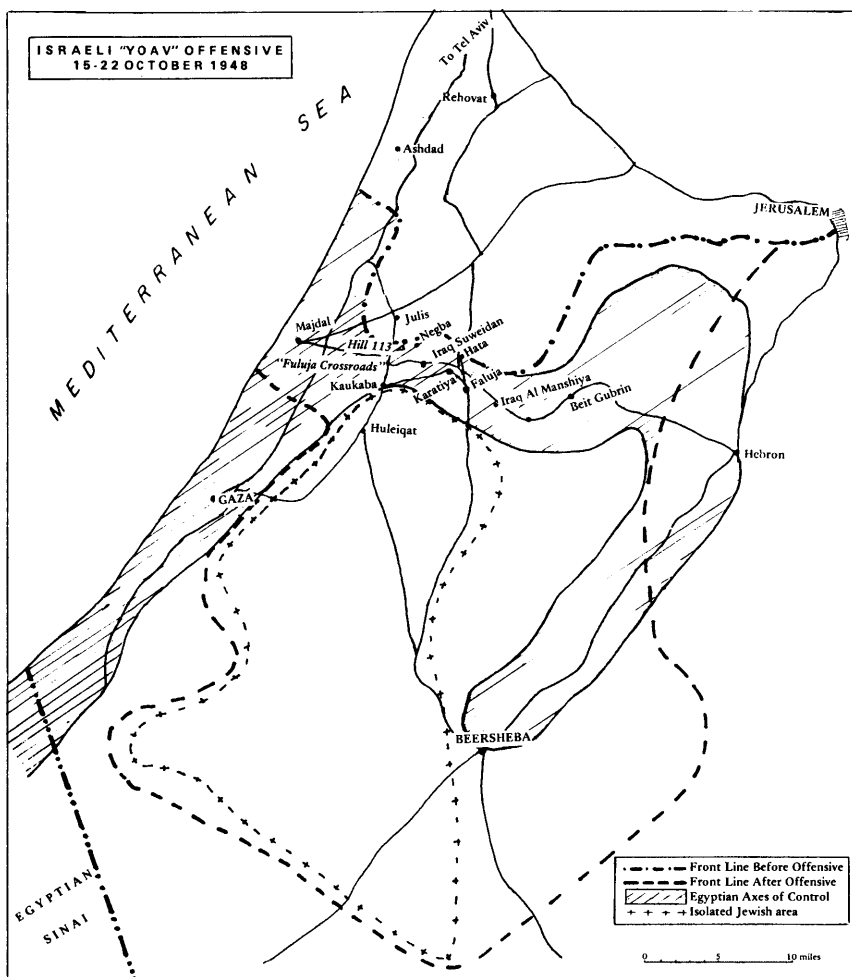 ISRAELI "YOAV" OFFENSIVE
15-22 OCTOBER 1948
To Tel Aviv
Rehovat
MEDITERRANEAN SEA
Ashdad
JERUSALEM
Majdal
Julis
Hill 113
Negba
Iraq Suweidan
Hata
"Fuluja Crossroads"
Kaukaba
Karatiya
Faluja
Iraq Al Manshiya
Beit Gubrin
Huleiqat
Hebron
GAZA
BEERSHEBA
EGYPTIAN
SINAI
Front Line Before Offensive
Front Line After Offensive
Egyptian Axes of Control
Isolated Jewish area
0 5 10 miles